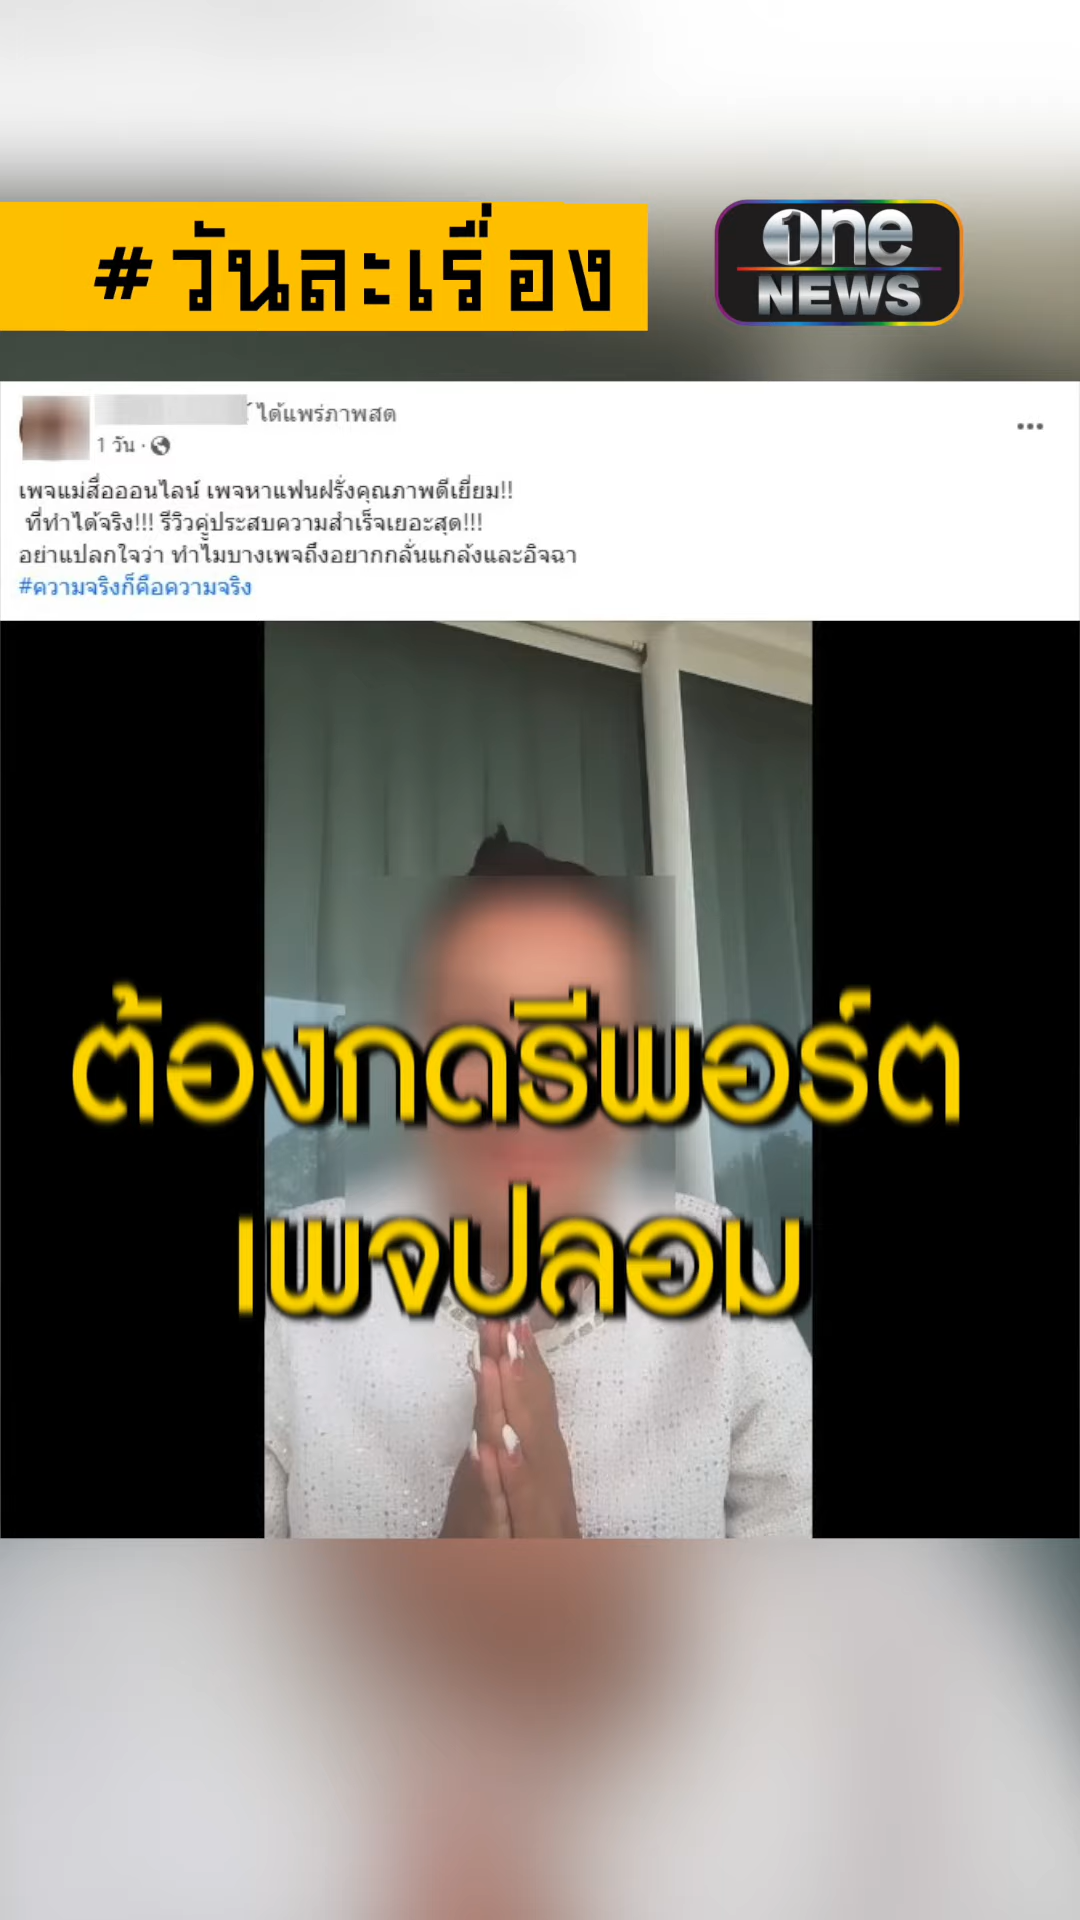 #วันละเรื่อง
one
NEWS
ได้แพร่ภาพสด
1 วัน ·
เพจแม่สื่อออนไลน์ เพจหาแฟนฝรั่งคุณภาพดีเยี่ยม!!
ที่ทำได้จริง!!! รีวิวคู่ประสบความสำเร็จเยอะสุด!!!
อย่าแปลกใจว่า ทำไมบางเพจถึงอยากกลั่นแกล้งและอิจฉา
#ความจริงก็คือความจริง
ต้องกดรีพอร์ต
เพจปลอม